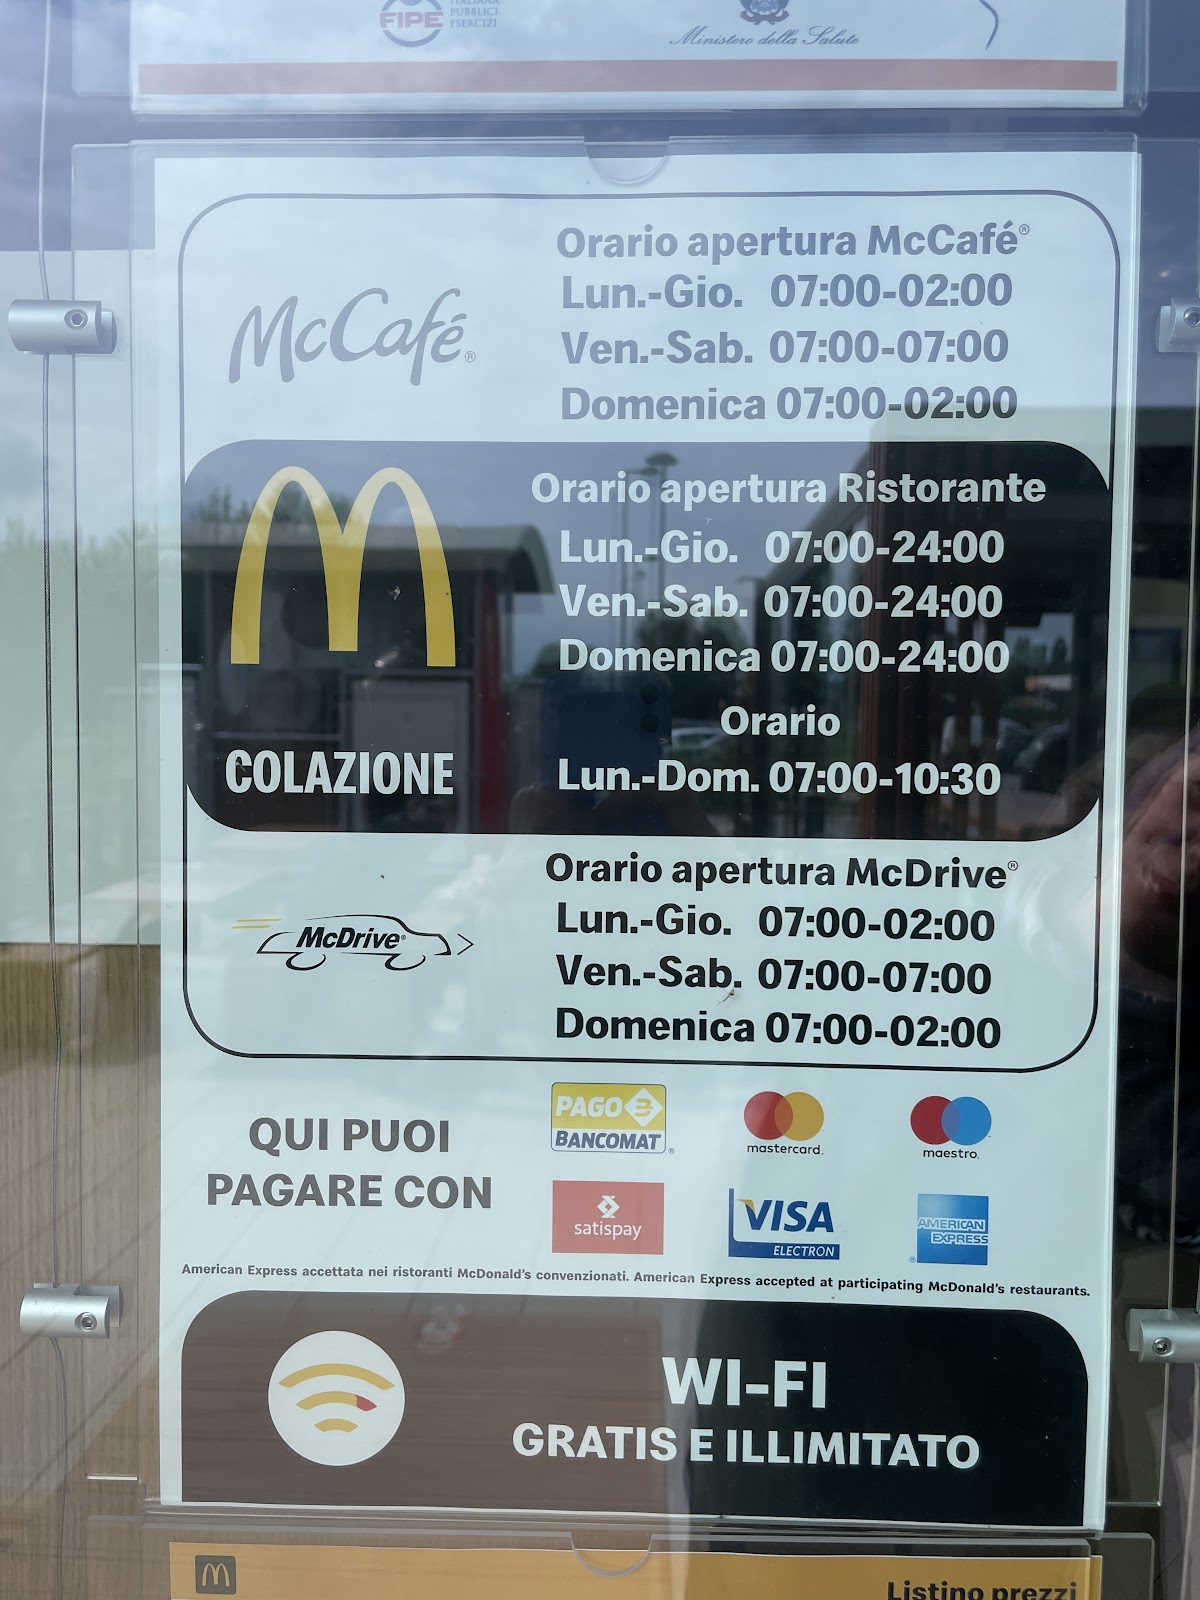 FIPE
ITALIANA
PUBBLICI
ESERCIZI
Ministero della Salute
McCafé®
Orario apertura McCafé®
Lun.-Gio. 07:00-02:00
Ven.-Sab. 07:00-07:00
Domenica 07:00-02:00
Orario apertura Ristorante
Lun.-Gio. 07:00-24:00
Ven.-Sab. 07:00-24:00
Domenica 07:00-24:00
Orario
COLAZIONE
Lun.-Dom. 07:00-10:30
Orario apertura McDrive®
McDrive®
Lun.-Gio. 07:00-02:00
Ven.-Sab. 07:00-07:00
Domenica 07:00-02:00
QUI PUOI
PAGARE CON
PAGO
BANCOMAT®
mastercard.
maestro.
satispay
VISA
ELECTRON
AMERICAN
EXPRESS
®
American Express accettata nei ristoranti McDonald's convenzionati. American Express accepted at participating McDonald's restaurants.
WI-FI
GRATIS E ILLIMITATO
Listino prezzi